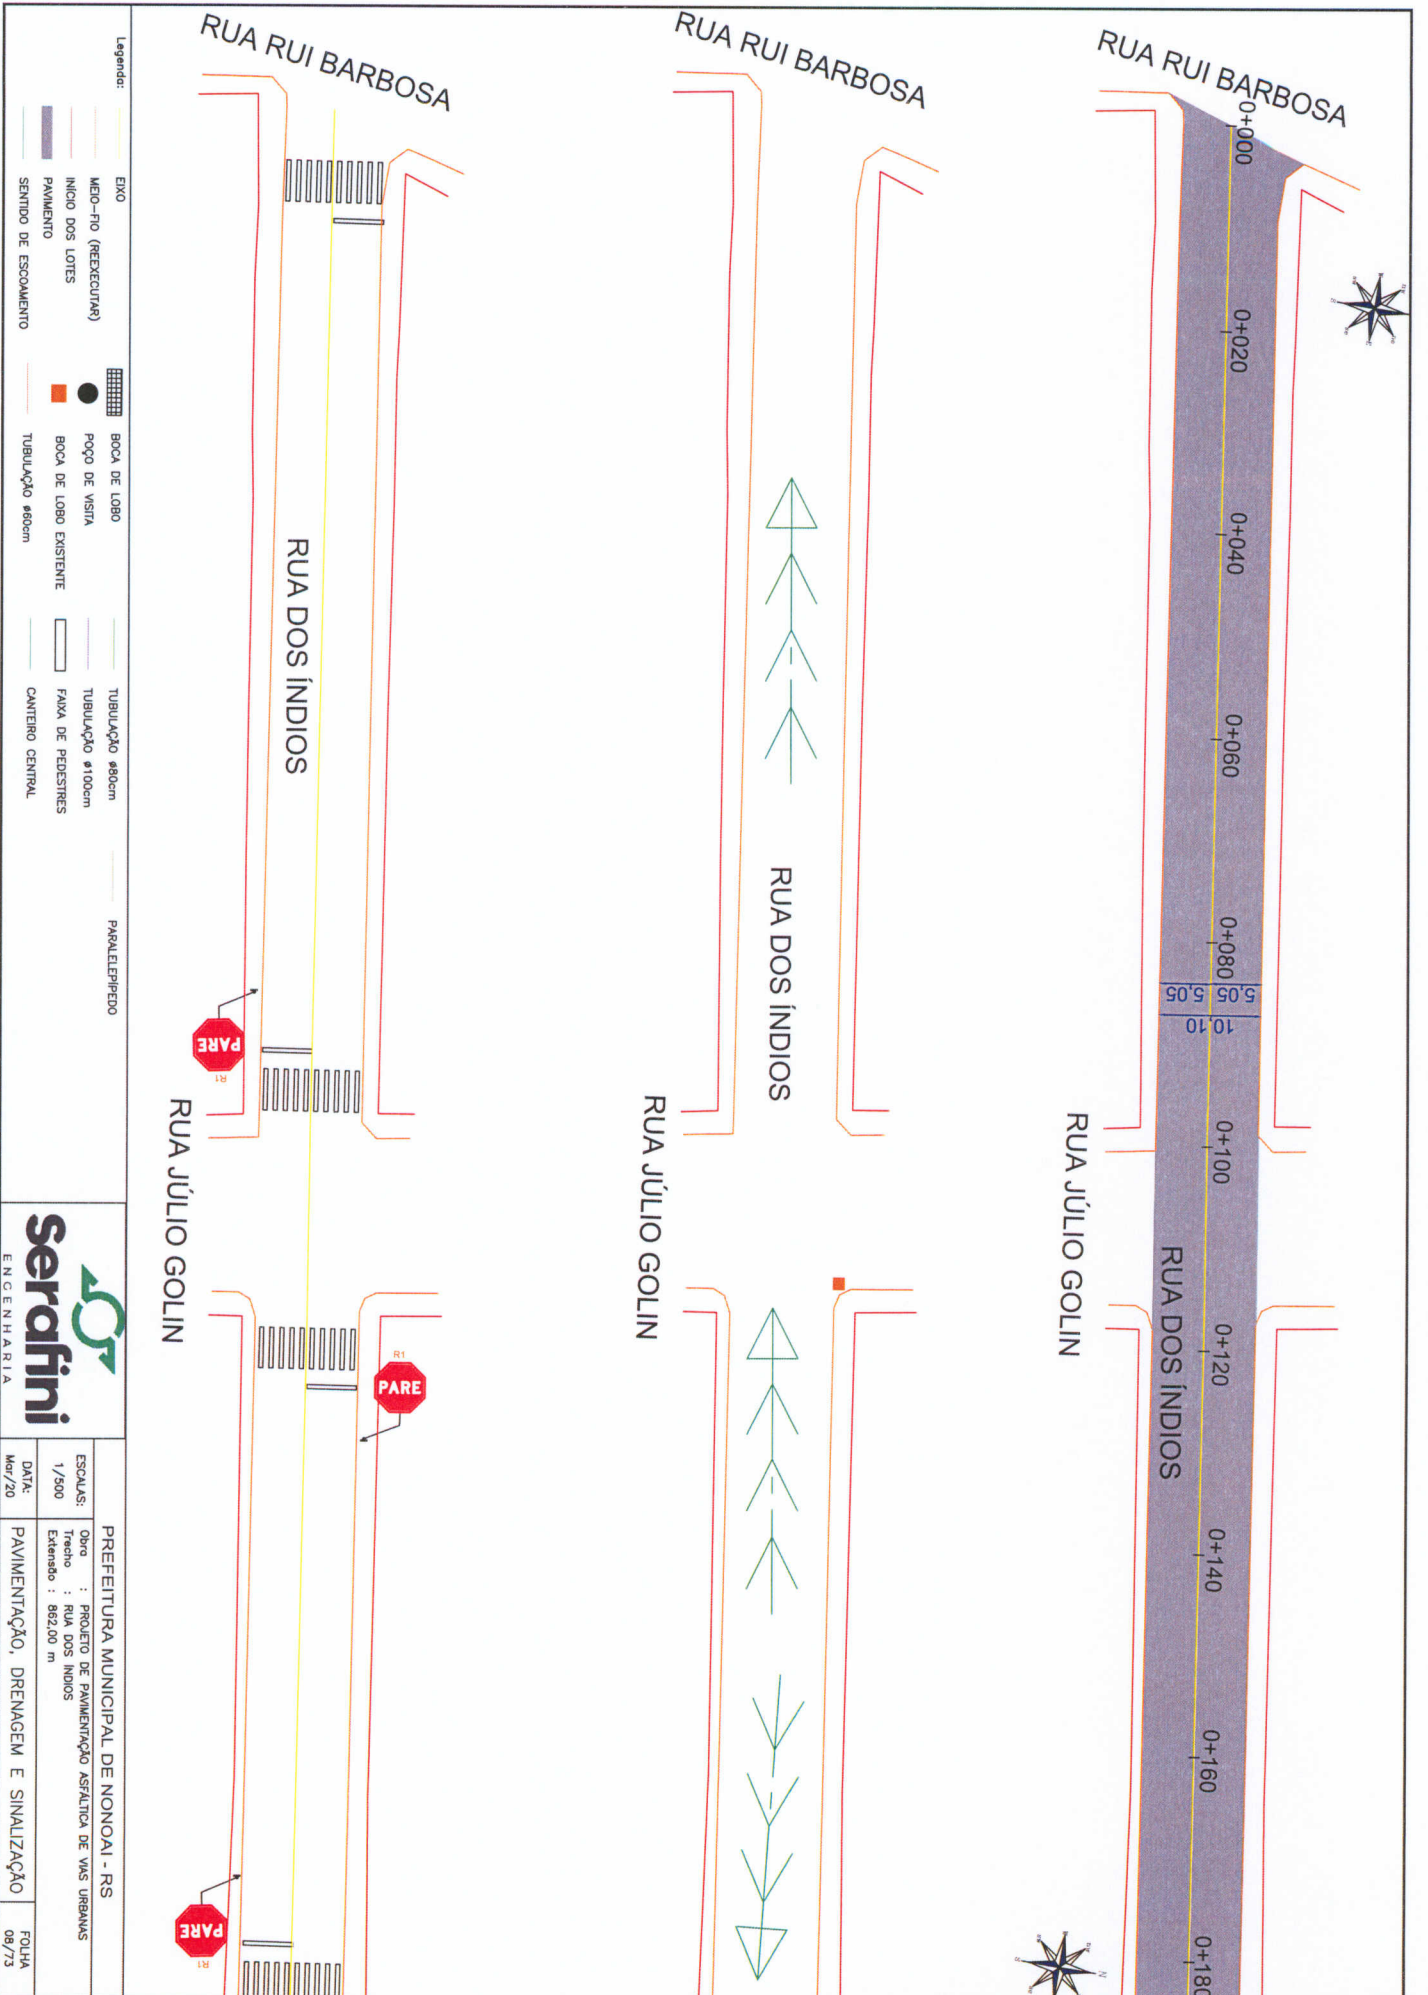 RUA RUI BARBOSA
0+000
0+020
0+040
0+060
0+080
5,05
5,05
10,10
0+100
0+120
0+140
0+160
0+180
RUA JÚLIO GOLIN
RUA DOS ÍNDIOS
N
RUA RUI BARBOSA
RUA DOS ÍNDIOS
RUA JÚLIO GOLIN
RUA RUI BARBOSA
RUA DOS ÍNDIOS
PARE
R1
RUA JÚLIO GOLIN
R1
PARE
PARE
R1
Legenda:
EIXO
MEIO-FIO (REEXECUTAR)
INÍCIO DOS LOTES
PAVIMENTO
SENTIDO DE ESCOAMENTO
BOCA DE LOBO
POÇO DE VISITA
BOCA DE LOBO EXISTENTE
TUBULAÇÃO ø60cm
TUBULAÇÃO ø80cm
TUBULAÇÃO ø100cm
FAIXA DE PEDESTRES
CANTEIRO CENTRAL
PARALELEPÍPEDO
serafini
ENGENHARIA
PREFEITURA MUNICIPAL DE NONOAI - RS
ESCALAS:
1/500
Obra : PROJETO DE PAVIMENTAÇÃO ASFÁLTICA DE VIAS URBANAS
Trecho : RUA DOS ÍNDIOS
Extensão : 862,00 m
DATA:
Mar/20
PAVIMENTAÇÃO, DRENAGEM E SINALIZAÇÃO
FOLHA
08/73